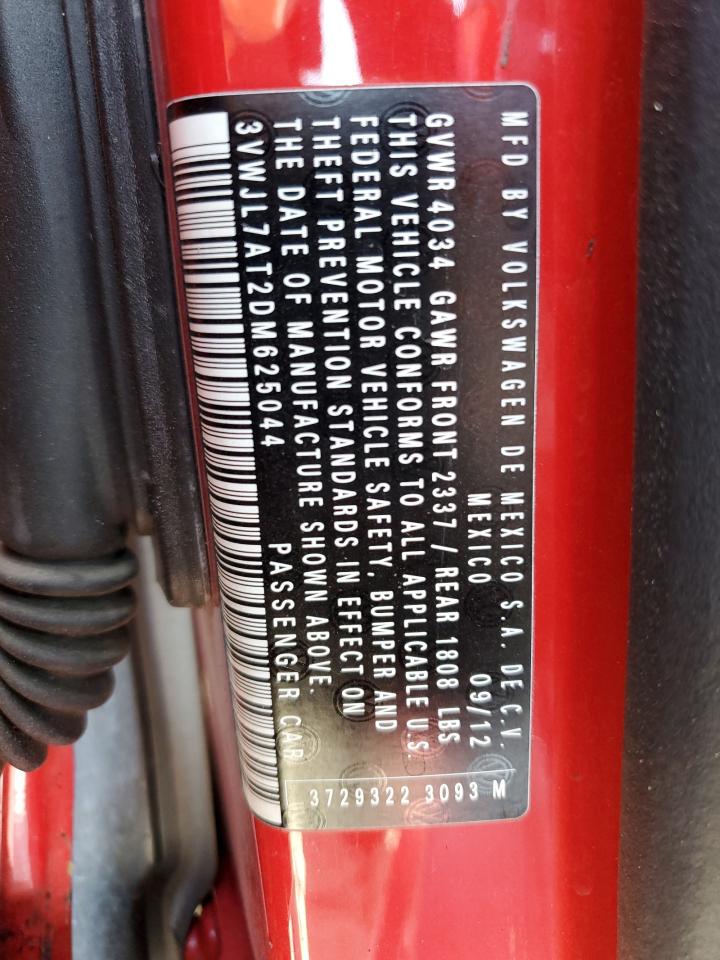 MFD BY VOLKSWAGEN DE MEXICO S.A. DE C.V.
MEXICO 09/12
GVWR 4034 GAWR FRONT 2337 / REAR 1808 LBS
THIS VEHICLE CONFORMS TO ALL APPLICABLE U.S.
FEDERAL MOTOR VEHICLE SAFETY, BUMPER AND
THEFT PREVENTION STANDARDS IN EFFECT ON
THE DATE OF MANUFACTURE SHOWN ABOVE.
3VWJL7AT2DM625044 PASSENGER CAR
3729322 3093 M